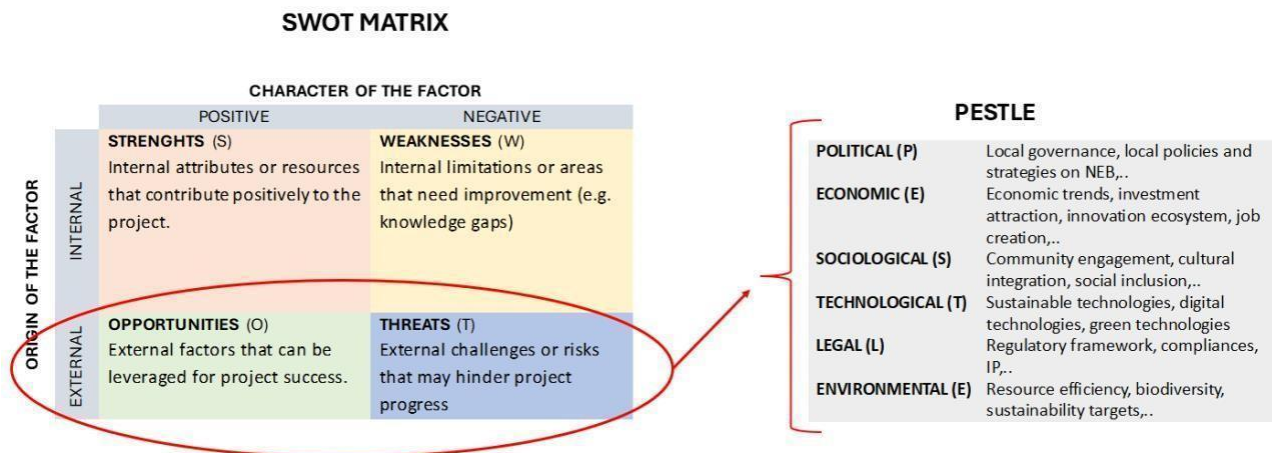 SWOT MATRIX
CHARACTER OF THE FACTOR
POSITIVE
NEGATIVE
ORIGIN OF THE FACTOR
INTERNAL
STRENGHTS (S)
Internal attributes or resources
that contribute positively to the
project.
WEAKNESSES (W)
Internal limitations or areas
that need improvement (e.g.
knowledge gaps)
EXTERNAL
OPPORTUNITIES (O)
External factors that can be
leveraged for project success.
THREATS (T)
External challenges or risks
that may hinder project
progress
PESTLE
POLITICAL (P)
Local governance, local policies and
strategies on NEB,..
ECONOMIC (E)
Economic trends, investment
attraction, innovation ecosystem, job
creation,..
SOCIOLOGICAL (S)
Community engagement, cultural
integration, social inclusion,..
TECHNOLOGICAL (T)
Sustainable technologies, digital
technologies, green technologies
LEGAL (L)
Regulatory framework, compliances,
IP,..
ENVIRONMENTAL (E)
Resource efficiency, biodiversity,
sustainability targets,..